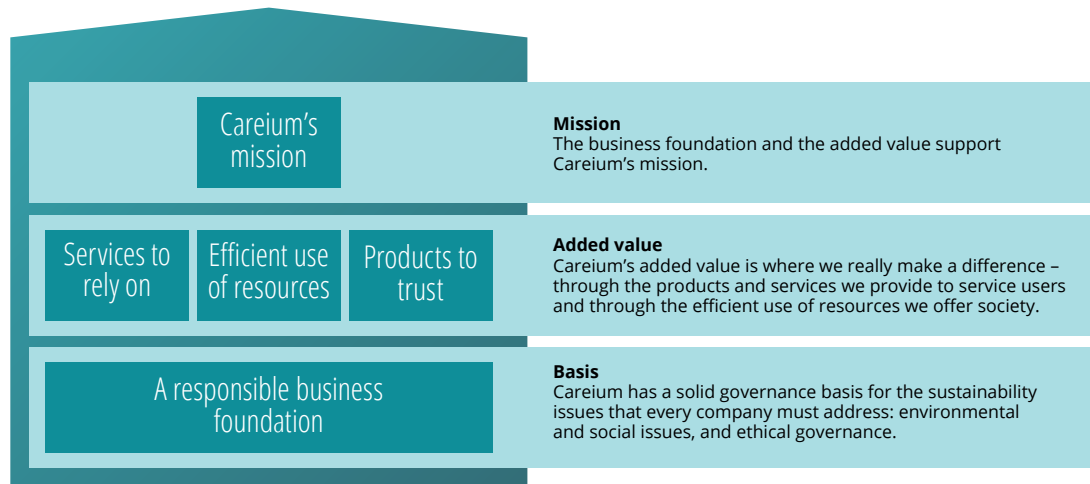 Careium’s
mission
Mission
The business foundation and the added value support
Careium’s mission.
Services to
rely on
Efficient use
of resources
Products to
trust
Added value
Careium’s added value is where we really make a difference –
through the products and services we provide to service users
and through the efficient use of resources we offer society.
A responsible business
foundation
Basis
Careium has a solid governance basis for the sustainability
issues that every company must address: environmental
and social issues, and ethical governance.